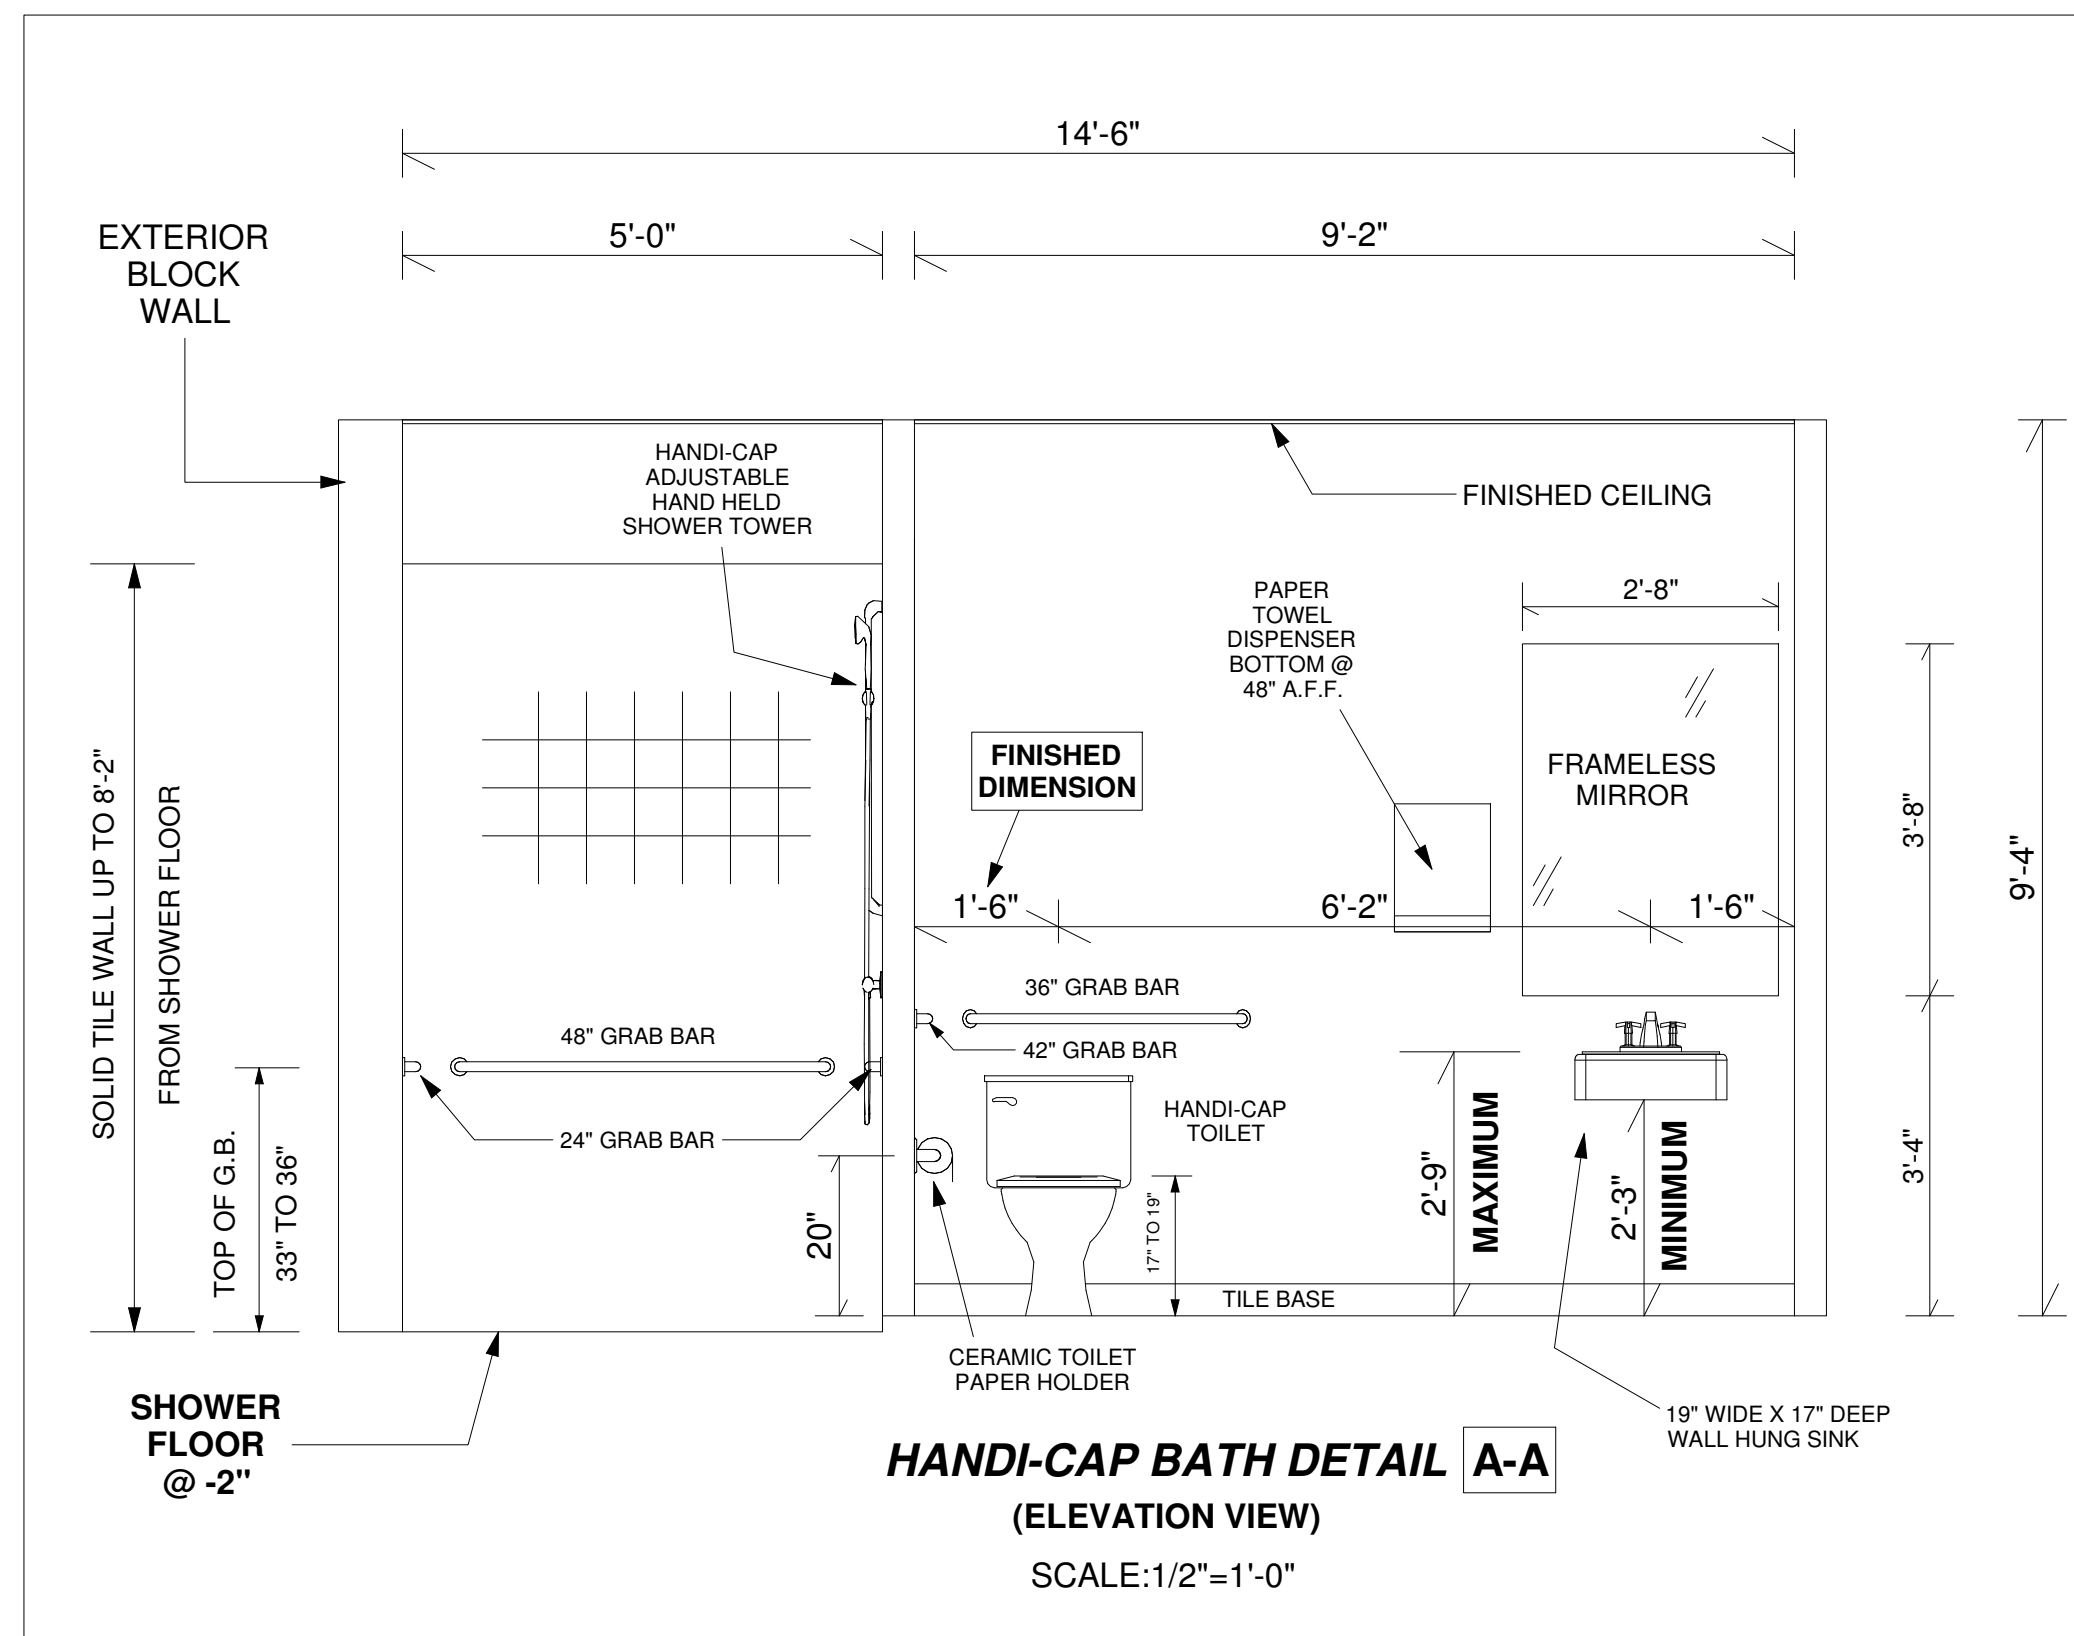 14'-6"
5'-0"
9'-2"
EXTERIOR
BLOCK
WALL
HANDI-CAP
ADJUSTABLE
HAND HELD
SHOWER TOWER
FINISHED CEILING
PAPER
TOWEL
DISPENSER
BOTTOM @
48" A.F.F.
2'-8"
FRAMELESS
MIRROR
FINISHED
DIMENSION
1'-6"
6'-2"
1'-6"
3'-8"
9'-4"
SOLID TILE WALL UP TO 8'-2"
FROM SHOWER FLOOR
36" GRAB BAR
42" GRAB BAR
48" GRAB BAR
24" GRAB BAR
TOP OF G.B.
33" TO 36"
HANDI-CAP
TOILET
17" TO 19"
20"
2'-9"
MAXIMUM
2'-3"
MINIMUM
3'-4"
TILE BASE
CERAMIC TOILET
PAPER HOLDER
SHOWER
FLOOR
@ -2"
19" WIDE X 17" DEEP
WALL HUNG SINK
HANDI-CAP BATH DETAIL A-A
(ELEVATION VIEW)
SCALE:1/2"=1'-0"